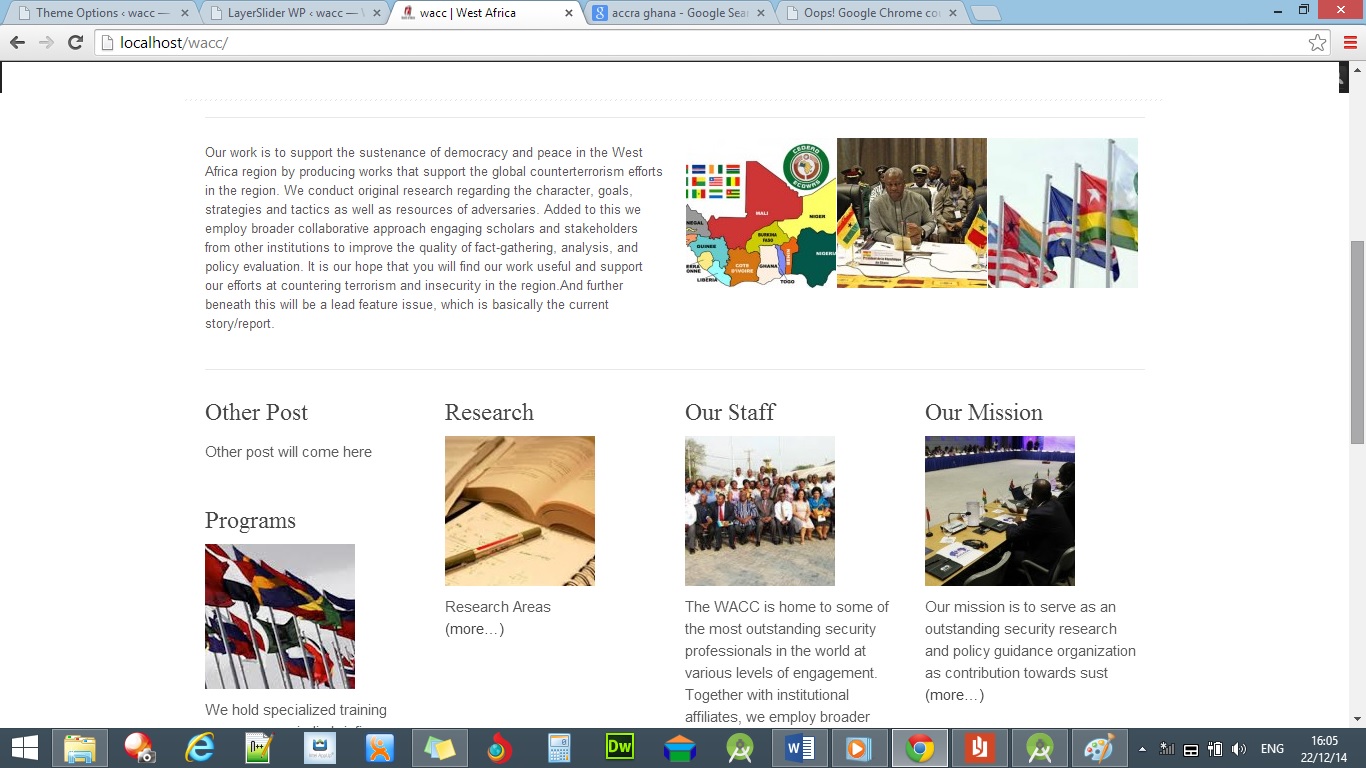 Theme Options ‹ wacc —
LayerSlider WP ‹ wacc —
wacc | West Africa
accra ghana - Google Sea
Oops! Google Chrome co
localhost/wacc/
Our work is to support the sustenance of democracy and peace in the West
Africa region by producing works that support the global counterterrorism efforts
in the region. We conduct original research regarding the character, goals,
strategies and tactics as well as resources of adversaries. Added to this we
employ broader collaborative approach engaging scholars and stakeholders
from other institutions to improve the quality of fact-gathering, analysis, and
policy evaluation. It is our hope that you will find our work useful and support
our efforts at countering terrorism and insecurity in the region.And further
beneath this will be a lead feature issue, which is basically the current
story/report.
CEDEAO
ECOWAS
MALI
NIGER
NEGAL
BURKINA
FASO
GUINEE
BENIN
NIGERI
COTE
D'IVOIRE
GHANA
ERRA
ONNE
LIBERIA
TOGO
Other Post
Other post will come here
Programs
We hold specialized training
Research
Research Areas
(more…)
Our Staff
The WACC is home to some of
the most outstanding security
professionals in the world at
various levels of engagement.
Together with institutional
affiliates, we employ broader
Our Mission
Our mission is to serve as an
outstanding security research
and policy guidance organization
as contribution towards sust
(more…)
Dw
ENG
16:05
22/12/14